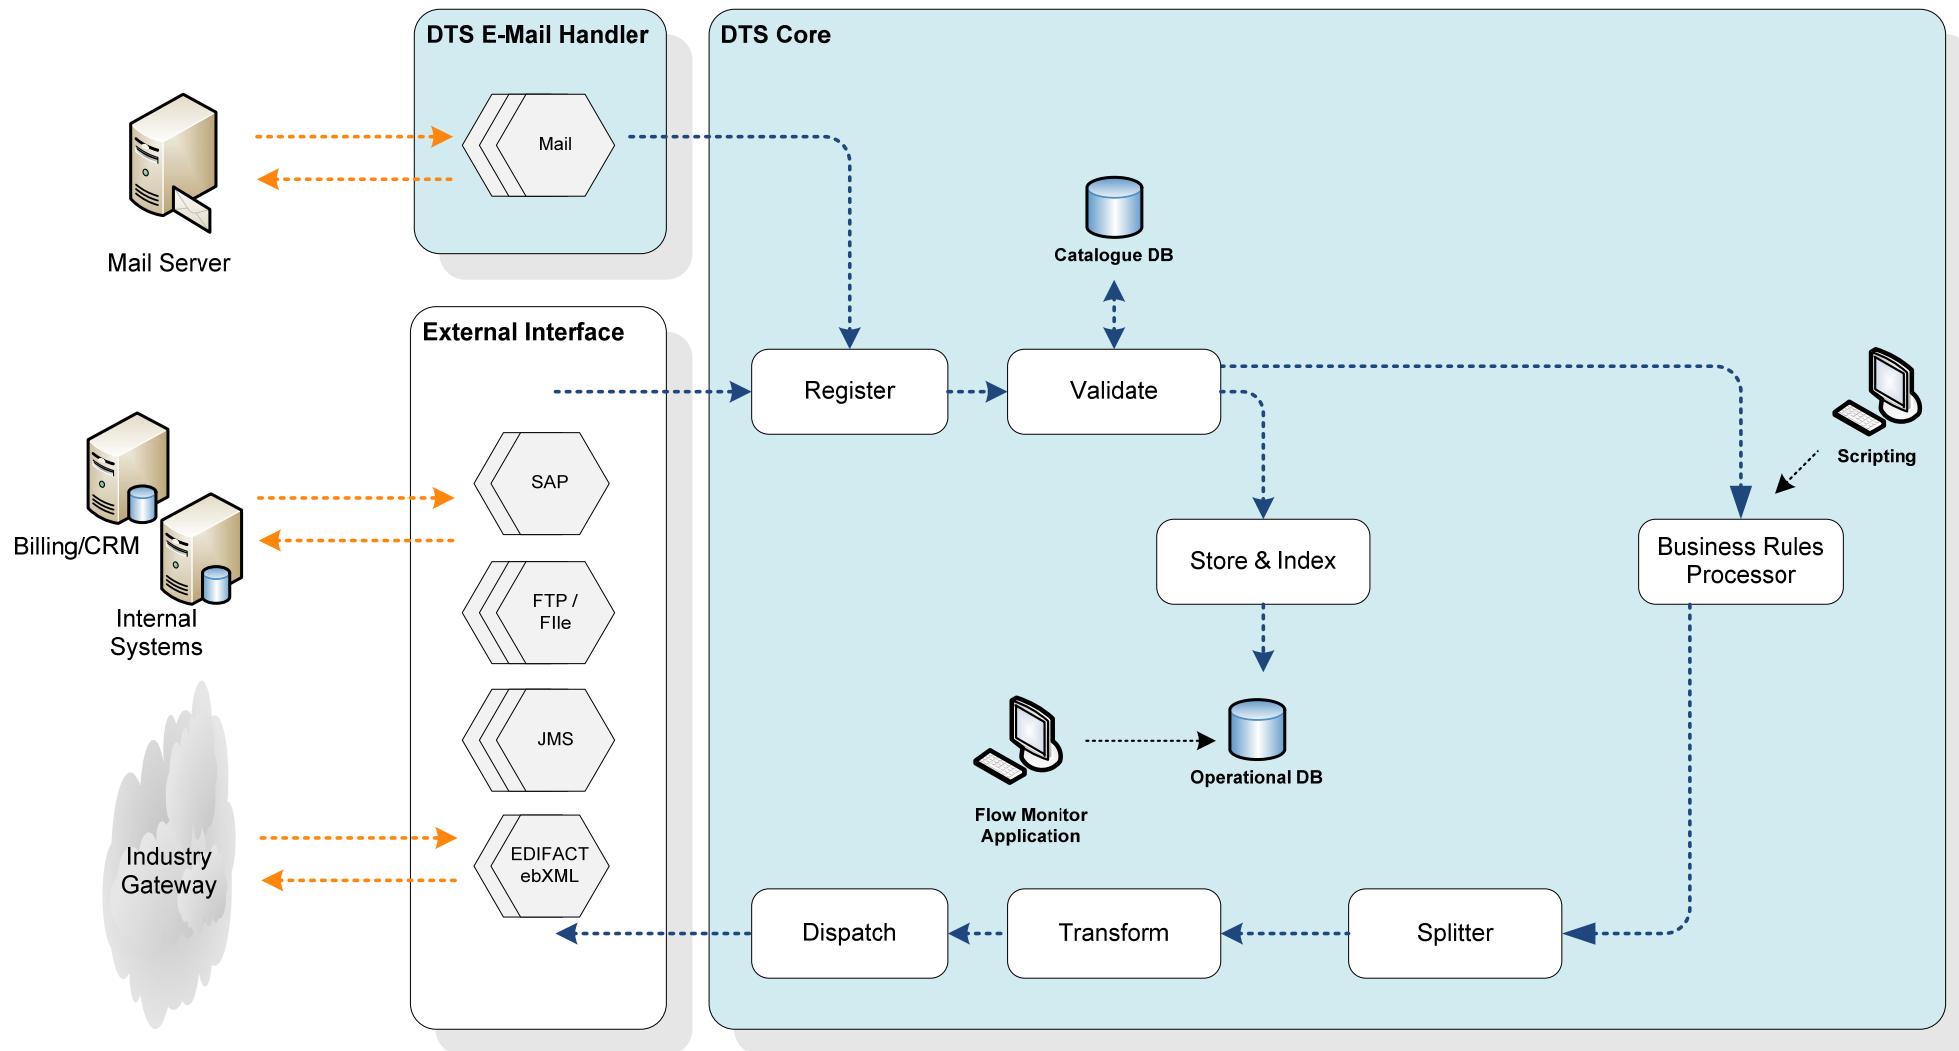 DTS E-Mail Handler
DTS Core
Mail
Mail Server
Catalogue DB
External Interface
Register
Validate
Scripting
SAP
Billing/CRM
Internal
Systems
FTP /
FIle
Store & Index
Business Rules
Processor
JMS
Operational DB
Flow Monitor
Application
Industry
Gateway
EDIFACT
ebXML
Dispatch
Transform
Splitter